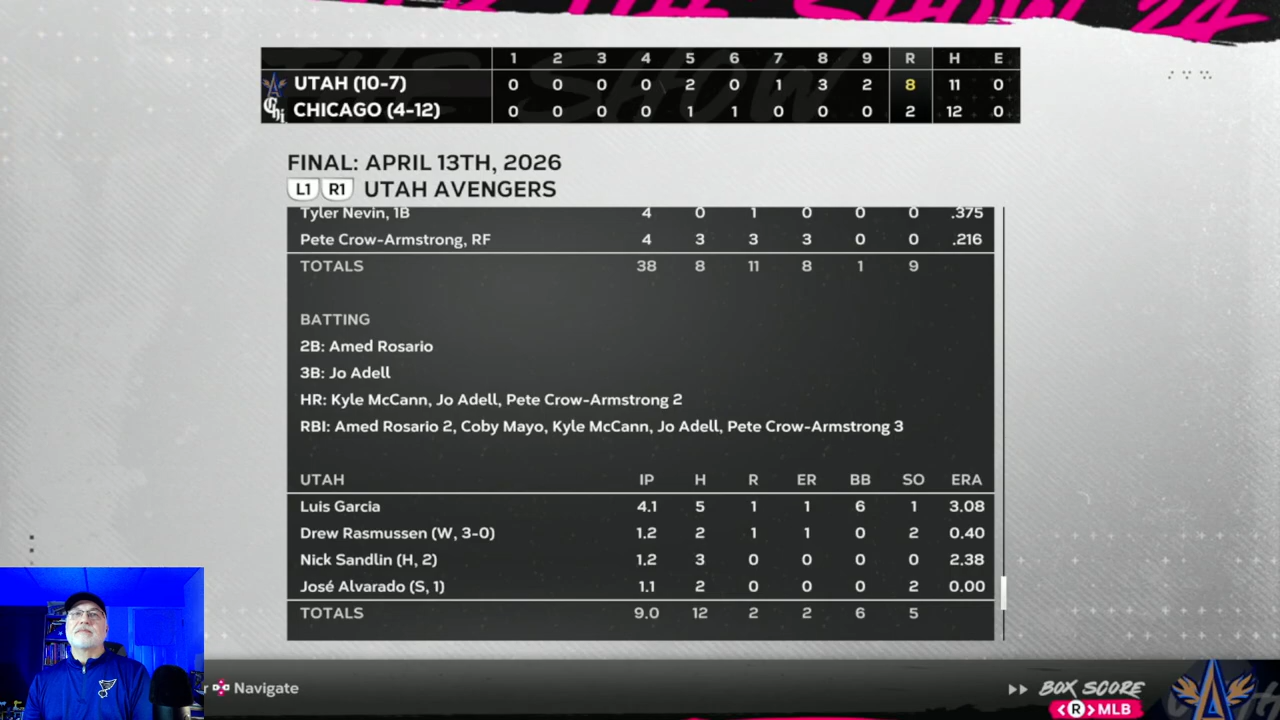 THE SHOW 24
1 2 3 4 5 6 7 8 9 R H E
UTAH (10-7) 0 0 0 0 2 0 1 3 2 8 11 0
Chi CHICAGO (4-12) 0 0 0 0 1 1 0 0 0 2 12 0
FINAL: APRIL 13TH, 2026
L1 R1 UTAH AVENGERS
Tyler Nevin, 1B 4 0 1 0 0 0 .375
Pete Crow-Armstrong, RF 4 3 3 3 0 0 .216
TOTALS 38 8 11 8 1 9
BATTING
2B: Amed Rosario
3B: Jo Adell
HR: Kyle McCann, Jo Adell, Pete Crow-Armstrong 2
RBI: Amed Rosario 2, Coby Mayo, Kyle McCann, Jo Adell, Pete Crow-Armstrong 3
UTAH IP H R ER BB SO ERA
Luis Garcia 4.1 5 1 1 6 1 3.08
Drew Rasmussen (W, 3-0) 1.2 2 1 1 0 2 0.40
Nick Sandlin (H, 2) 1.2 3 0 0 0 0 2.38
José Alvarado (S, 1) 1.1 2 0 0 0 2 0.00
TOTALS 9.0 12 2 2 6 5
Navigate
BOX SCORE
R MLB